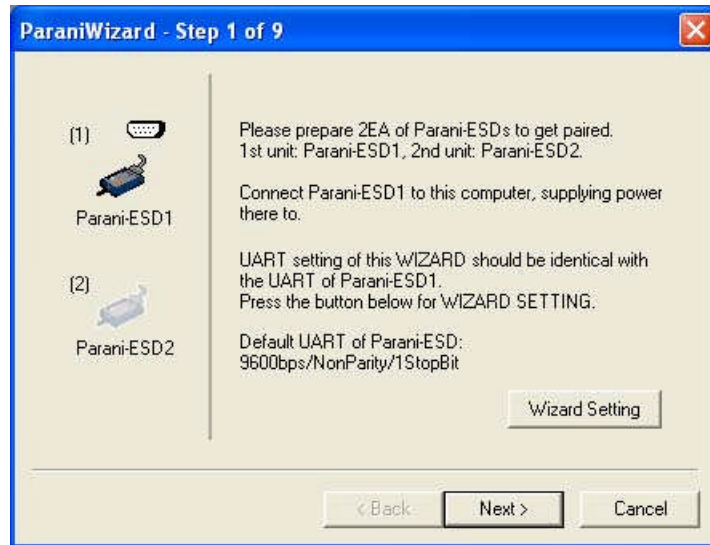 ParaniWizard - Step 1 of 9
(1)
Parani-ESD1
(2)
Parani-ESD2
Please prepare 2EA of Parani-ESDs to get paired.
1st unit: Parani-ESD1, 2nd unit: Parani-ESD2.
Connect Parani-ESD1 to this computer, supplying power
there to.
UART setting of this WIZARD should be identical with
the UART of Parani-ESD1.
Press the button below for WIZARD SETTING.
Default UART of Parani-ESD:
9600bps/NonParity/1StopBit
Wizard Setting
< Back
Next >
Cancel